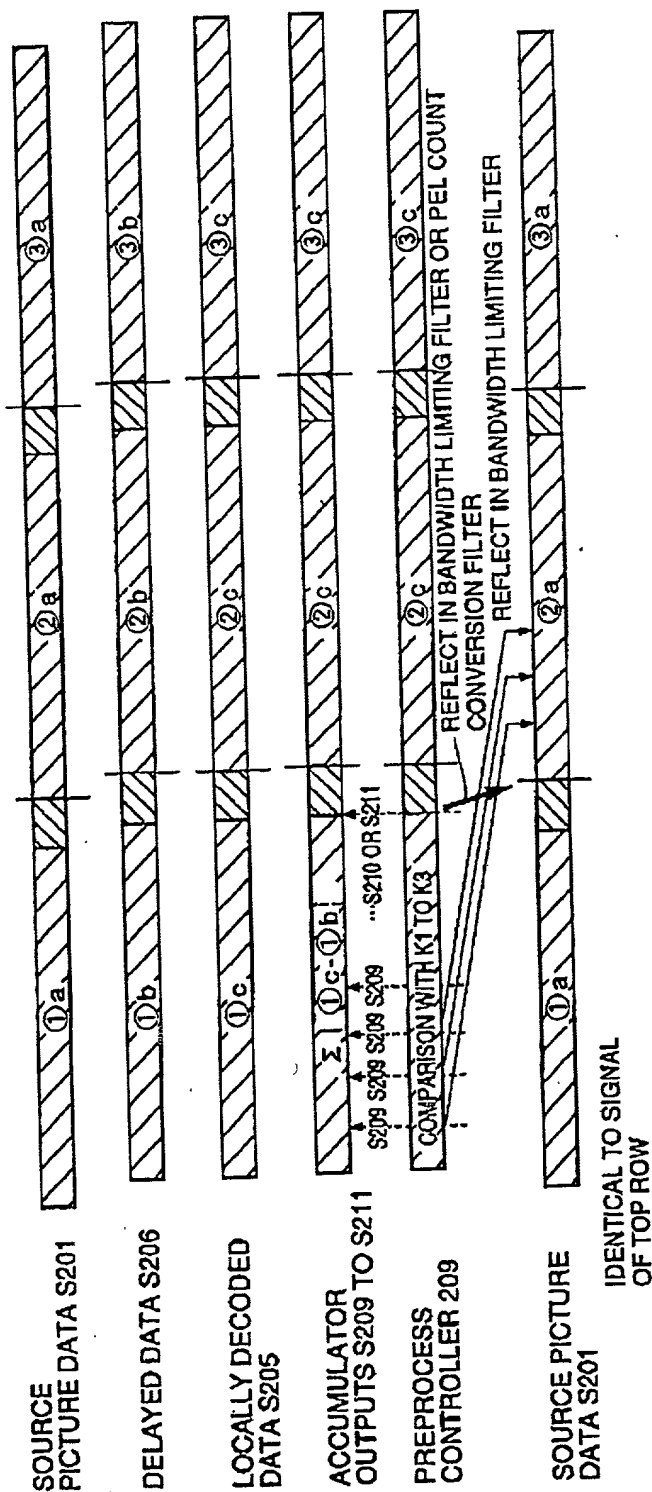 SOURCE
PICTURE DATA S201
①a
②a
③a
DELAYED DATA S206
①b
②b
③b
LOCALLY DECODED
DATA S205
①c
②c
③c
ACCUMULATOR
OUTPUTS S209 TO S211
Σ | ①c-①b |
②c
③c
S209 S209 S209 S209 ...S210 OR S211
PREPROCESS
CONTROLLER 209
COMPARISON WITH K1 TO K3
②c
③c
REFLECT IN BANDWIDTH LIMITING FILTER OR PEL COUNT
CONVERSION FILTER
REFLECT IN BANDWIDTH LIMITING FILTER
SOURCE PICTURE
DATA S201
①a
②a
③a
IDENTICAL TO SIGNAL
OF TOP ROW